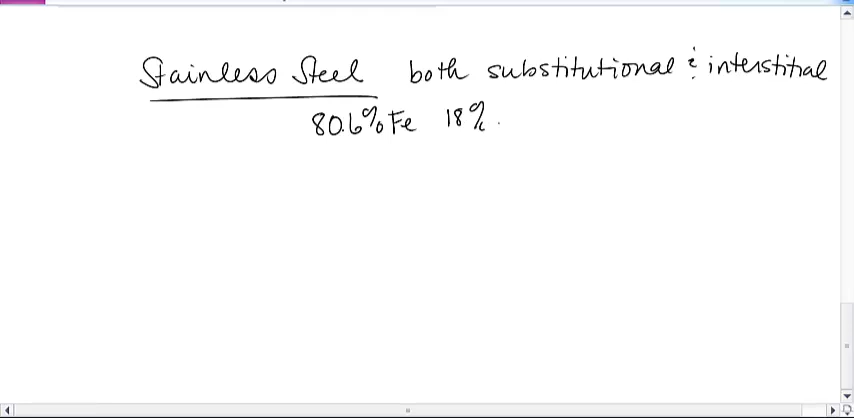 Stainless Steel both substitutional & interstitial
80.6% Fe 18%